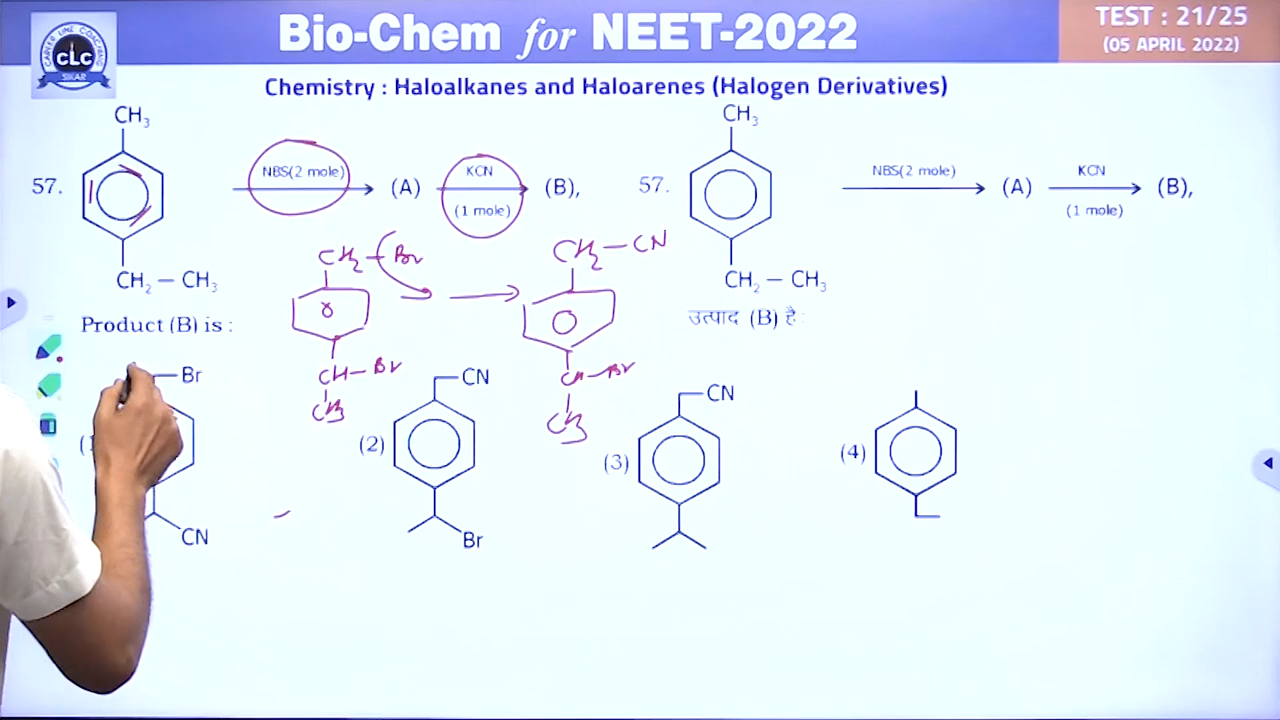 Bio-Chem for NEET-2022
TEST : 21/25
(05 APRIL 2022)
CAREER LINE COACHING
CLC
SIKAR
Chemistry : Haloalkanes and Haloarenes (Halogen Derivatives)
57.
CH3
CH2 – CH3
NBS(2 mole)
(A)
KCN
(1 mole)
(B),
57.
CH3
CH2 – CH3
NBS(2 mole)
(A)
KCN
(1 mole)
(B),
CH2 – Br
CH – Br
CH3
CH2 – CN
CH – Br
CH3
Product (B) is :
उत्पाद (B) है :
Br
CN
(2)
CN
Br
(3)
CN
(4)